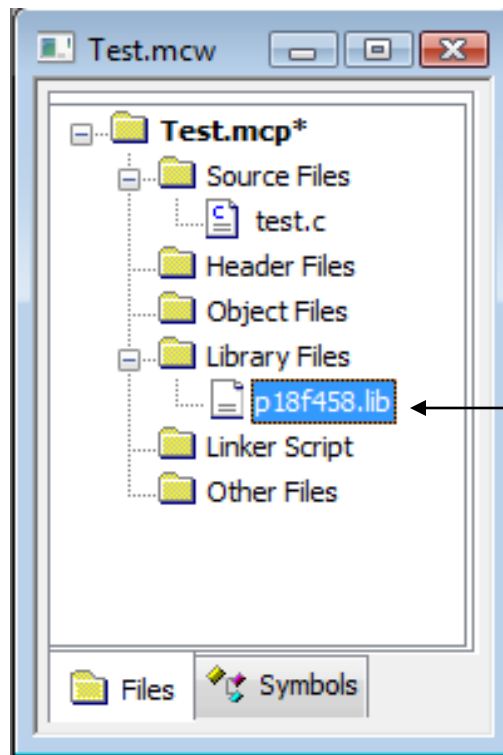 Test.mcw
Test.mcp*
Source Files
test.c
Header Files
Object Files
Library Files
p18f458.lib
Linker Script
Other Files
Files Symbols